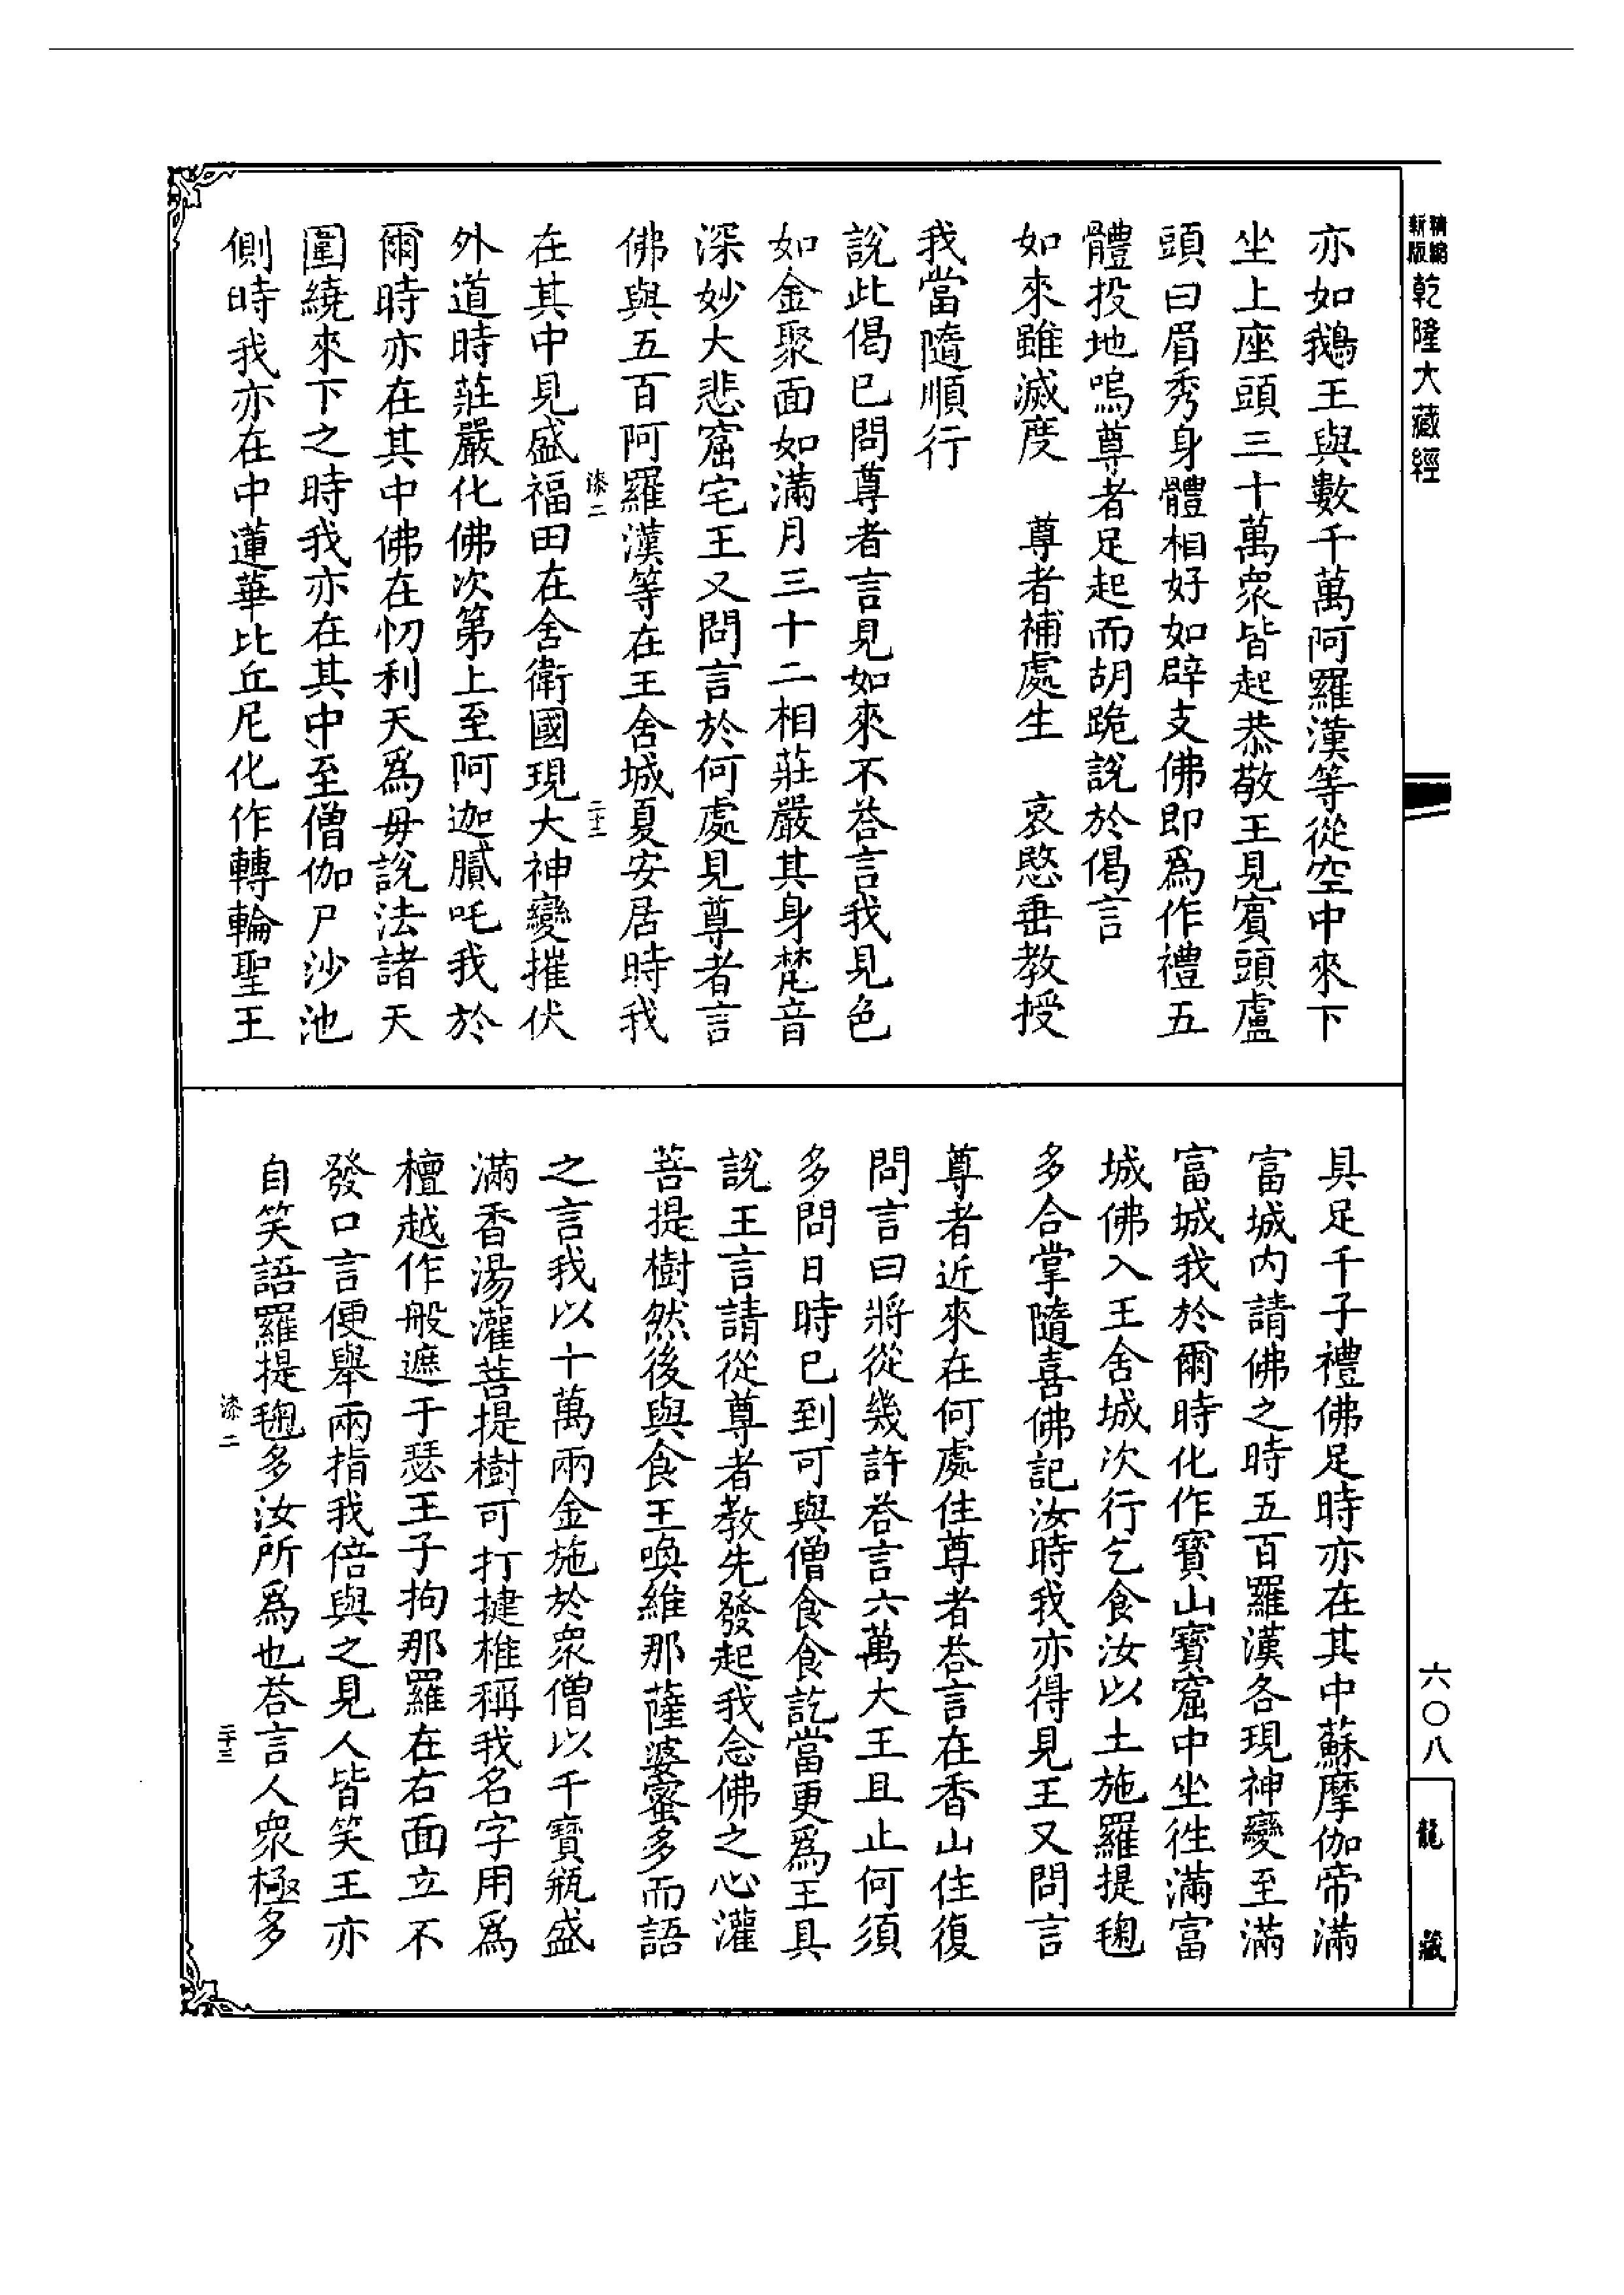 精編
新版
乾隆大藏經
亦如鵝王與數千萬阿羅漢等從空中來下
坐上座頭三十萬眾皆起恭敬王見賓頭盧
頭曰眉秀身體相好如辟支佛即爲作禮五
體投地嗚尊者足起而胡跪說於偈言
如來雖滅度　尊者補處生　哀愍垂教授
我當隨順行
說此偈已問尊者言見如來不荅言我見色
如金聚面如滿月三十二相莊嚴其身梵音
深妙大悲窟宅王又問言於何處見尊者言
佛與五百阿羅漢等在王舍城夏安居時我
漆二
二十二
在其中見盛福田在舍衛國現大神變摧伏
外道時莊嚴化佛次第上至阿迦膩吒我於
爾時亦在其中佛在忉利天爲母說法諸天
圍繞來下之時我亦在其中至僧伽尸沙池
側時我亦在中蓮華比丘尼化作轉輪聖王
具足千子禮佛足時亦在其中蘇摩伽帝滿
富城内請佛之時五百羅漢各現神變至滿
富城我於爾時化作寶山寶窟中坐徃滿富
城佛入王舍城次行乞食汝以土施羅提毱
多合掌隨喜佛記汝時我亦得見王又問言
尊者近來在何處住尊者荅言在香山住復
問言曰將從幾許荅言六萬大王且止何須
多問日時已到可與僧食食訖當更爲王具
說王言請從尊者教先發起我念佛之心灌
菩提樹然後與食王喚維那薩婆蜜多而語
之言我以十萬兩金施於衆僧以千寶瓶盛
滿香湯灌菩提樹可打揵椎稱我名字用爲
檀越作般遮于瑟王子拘那羅在右面立不
發口言便舉兩指我倍與之見人皆笑王亦
自笑語羅提毱多汝所爲也荅言人衆極多
漆二
二十三
六〇八
龍藏